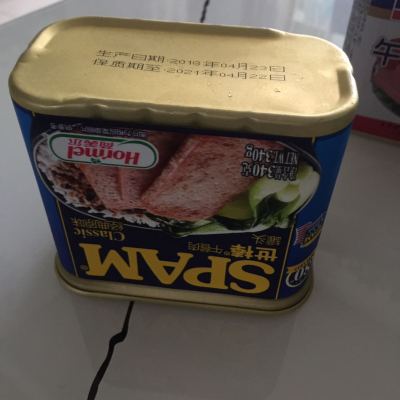 生产日期:2018年04月23日
保质期至:2021年04月22日
SPAM®
世棒®午餐肉
罐头
Classic
经典原味
Hormel
荷美尔
净含量:340克
NET WT.340g